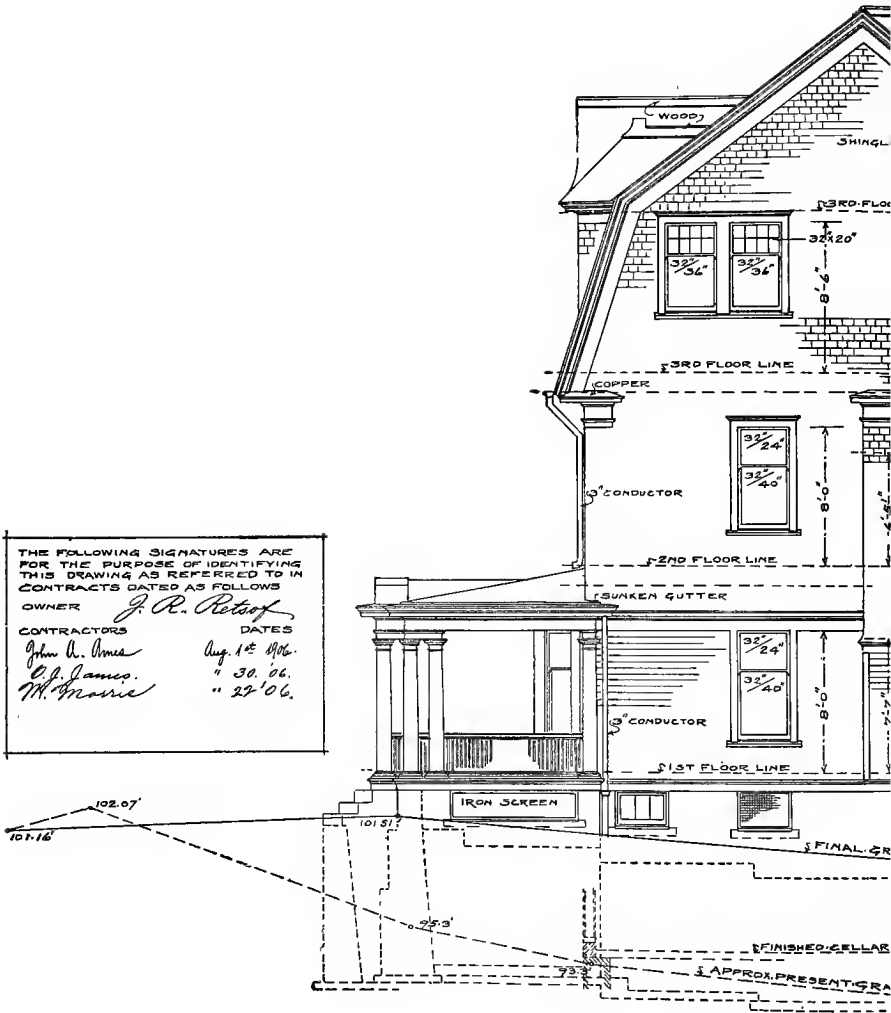 WOOD
SHINGL
3RD-FLOO
32"x20"
32"/36"
32"/36"
8'-6"
3RD FLOOR LINE
COPPER
32"/24"
32"/40"
8'-0"
3" CONDUCTOR
2ND FLOOR LINE
SUNKEN GUTTER
THE FOLLOWING SIGNATURES ARE
FOR THE PURPOSE OF IDENTIFYING
THIS DRAWING AS REFERRED TO IN
CONTRACTS DATED AS FOLLOWS
OWNER J. R. Retsof
CONTRACTORS DATES
John A. Ames Aug. 1st 1906.
O. J. James. " 30. '06.
M. Morris " 22 '06.
32"/24"
32"/40"
8'-0"
7'-7"
3" CONDUCTOR
1ST FLOOR LINE
IRON SCREEN
102.07'
101.16'
101.51
FINAL.GR
95.3'
FINISHED-CELLAR
93.
APPROX.PRESENT.GRA